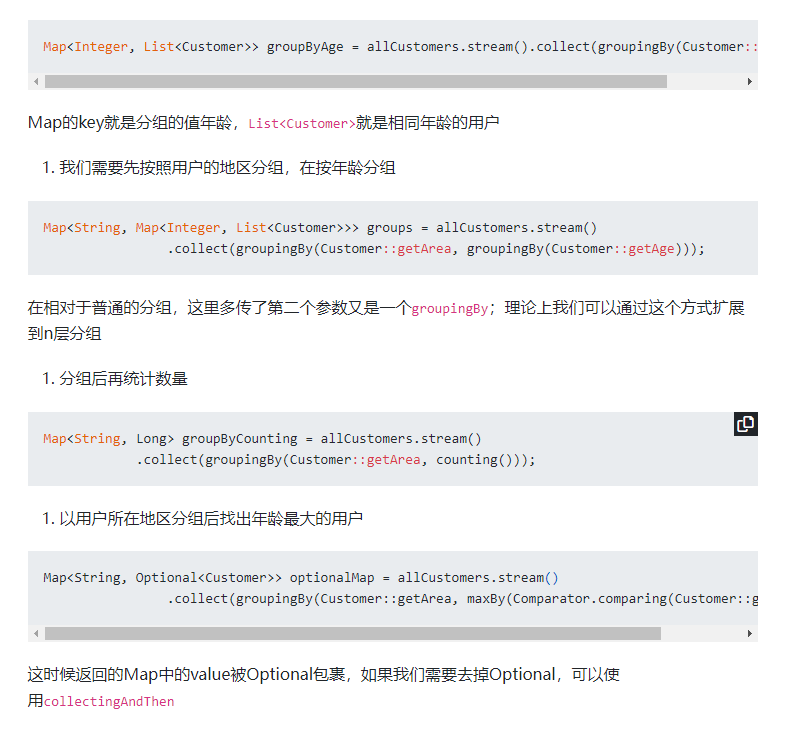 Map<Integer, List<Customer>> groupByAge = allCustomers.stream().collect(groupingBy(Customer::
Map的key就是分组的值年龄，List<Customer>就是相同年龄的用户
1. 我们需要先按照用户的地区分组，在按年龄分组
Map<String, Map<Integer, List<Customer>>> groups = allCustomers.stream()
.collect(groupingBy(Customer::getArea, groupingBy(Customer::getAge)));
在相对于普通的分组，这里多传了第二个参数又是一个groupingBy；理论上我们可以通过这个方式扩展
到n层分组
1. 分组后再统计数量
Map<String, Long> groupByCounting = allCustomers.stream()
.collect(groupingBy(Customer::getArea, counting()));
1. 以用户所在地区分组后找出年龄最大的用户
Map<String, Optional<Customer>> optionalMap = allCustomers.stream()
.collect(groupingBy(Customer::getArea, maxBy(Comparator.comparing(Customer::g
这时候返回的Map中的value被Optional包裹，如果我们需要去掉Optional，可以使
用collectingAndThen